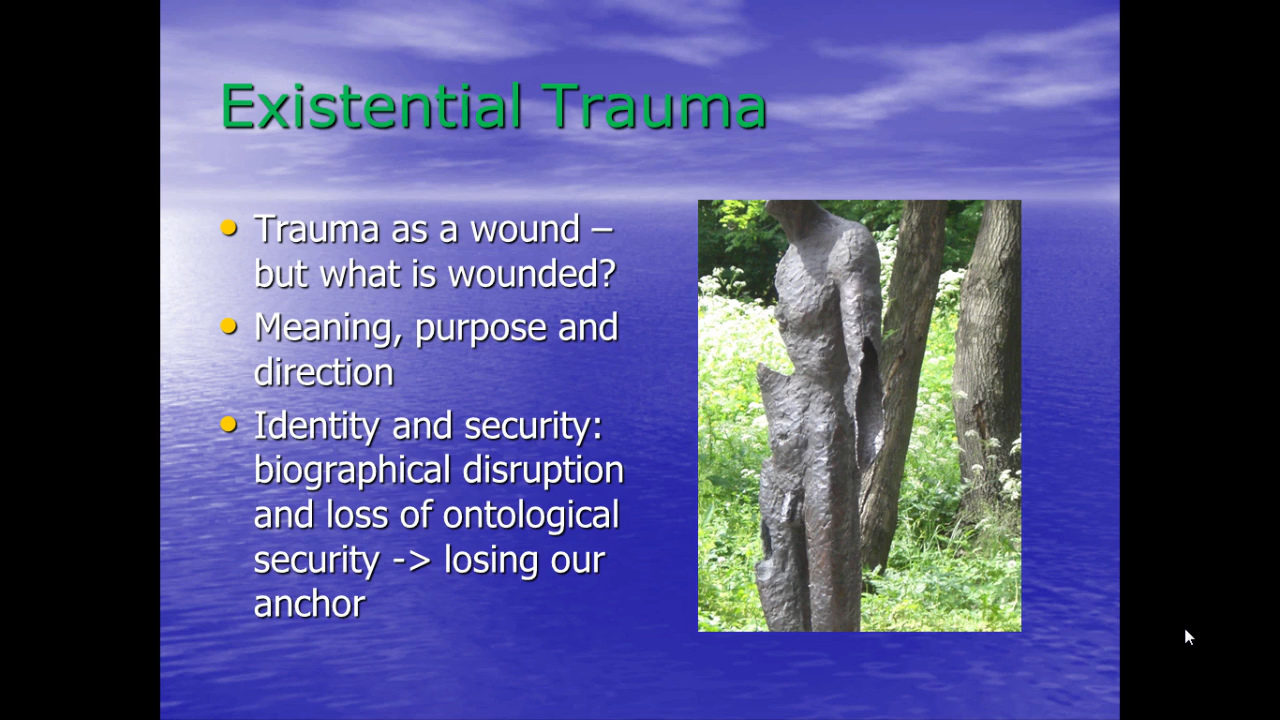 Existential Trauma
Trauma as a wound –
but what is wounded?
Meaning, purpose and
direction
Identity and security:
biographical disruption
and loss of ontological
security -> losing our
anchor